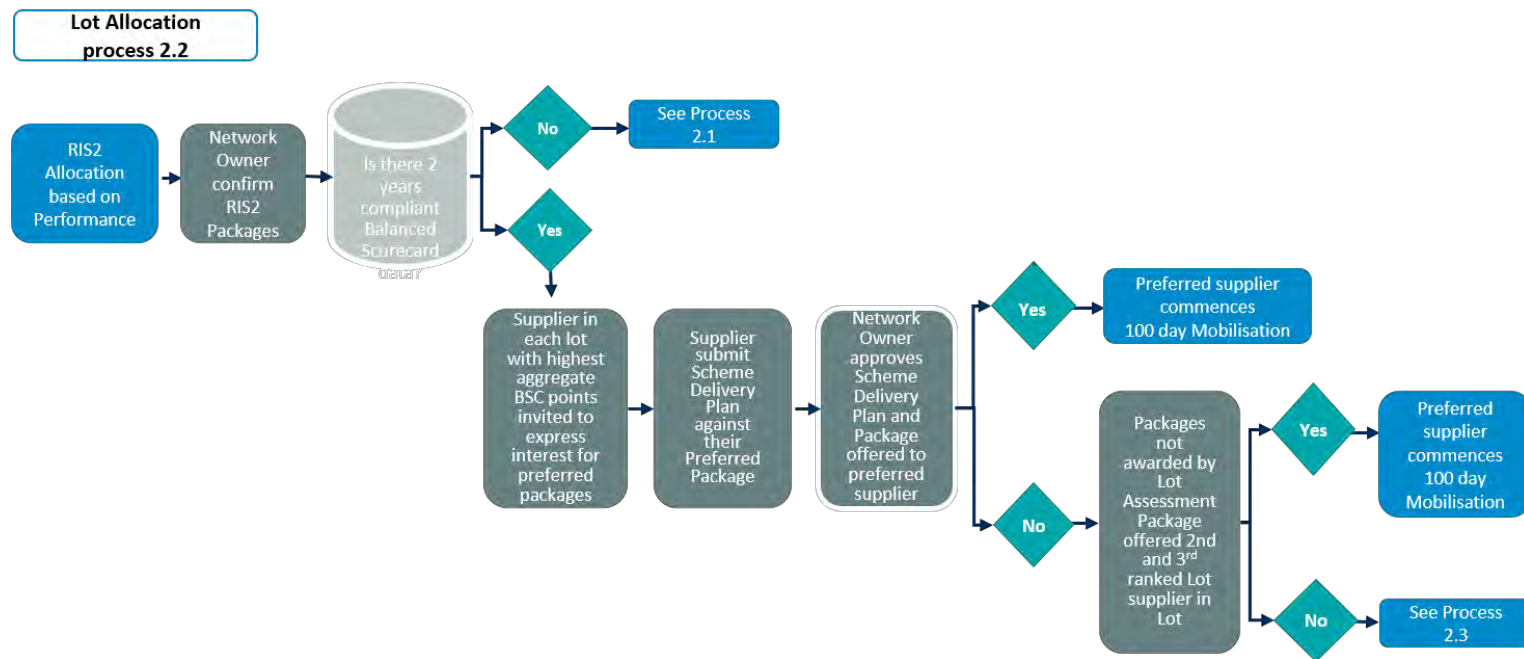 Lot Allocation
process 2.2
RIS2
Allocation
based on
Performance
Network
Owner
confirm
RIS2
Packages
Is there 2
years
compliant
Balanced
Scurecard
data?
No
See Process
2.1
Yes
Supplier in
each lot
with highest
aggregate
BSC points
invited to
express
interest for
preferred
packages
Supplier
submit
Scheme
Delivery
Plan
against
their
Preferred
Package
Network
Owner
approves
Scheme
Delivery
Plan and
Package
offered to
preferred
supplier
Yes
Preferred supplier
commences
100 day Mobilisation
No
Packages
not
awarded by
Lot
Assessment
Package
offered 2nd
and 3rd
ranked Lot
supplier in
Lot
Yes
Preferred
supplier
commences
100 day
Mobilisation
No
See Process
2.3